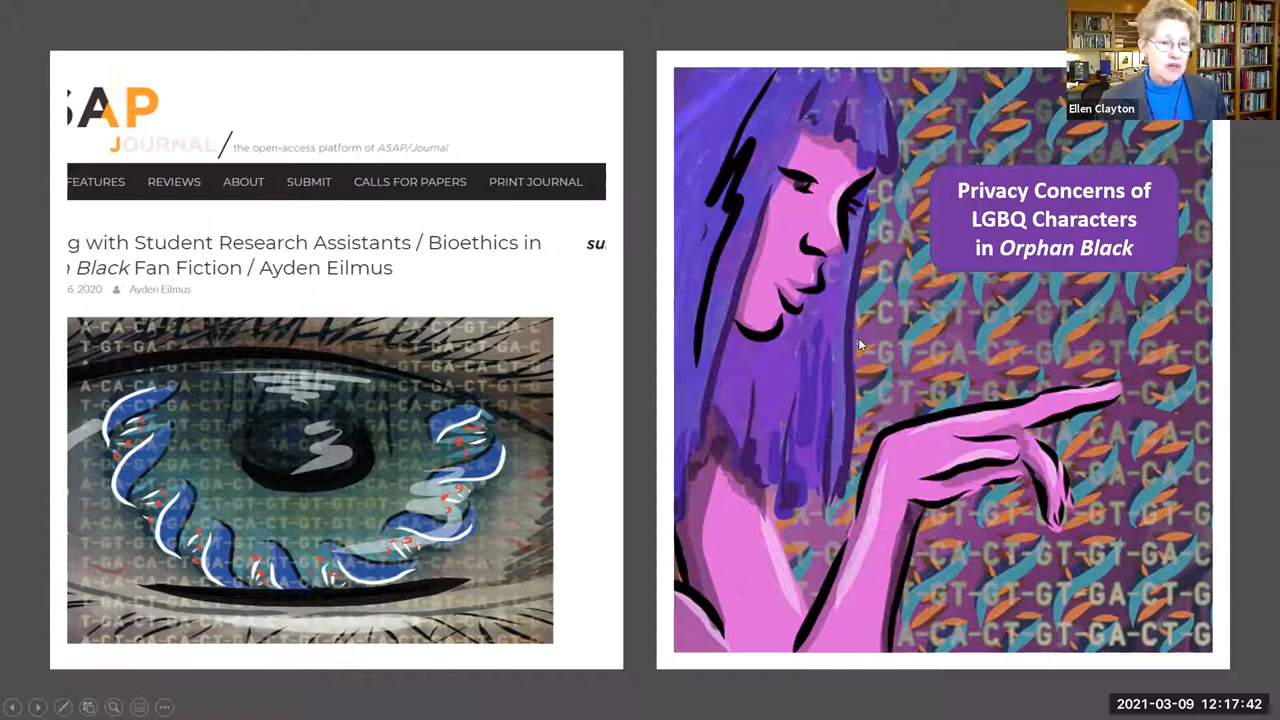 SAP
JOURNAL
the open-access platform of ASAP/Journal
FEATURES REVIEWS ABOUT SUBMIT CALLS FOR PAPERS PRINT JOURNAL
g with Student Research Assistants / Bioethics in
n Black Fan Fiction / Ayden Eilmus
su
6. 2020 Ayden Eilmus
Privacy Concerns of
LGBQ Characters
in Orphan Black
Ellen Clayton
2021-03-09 12:17:42